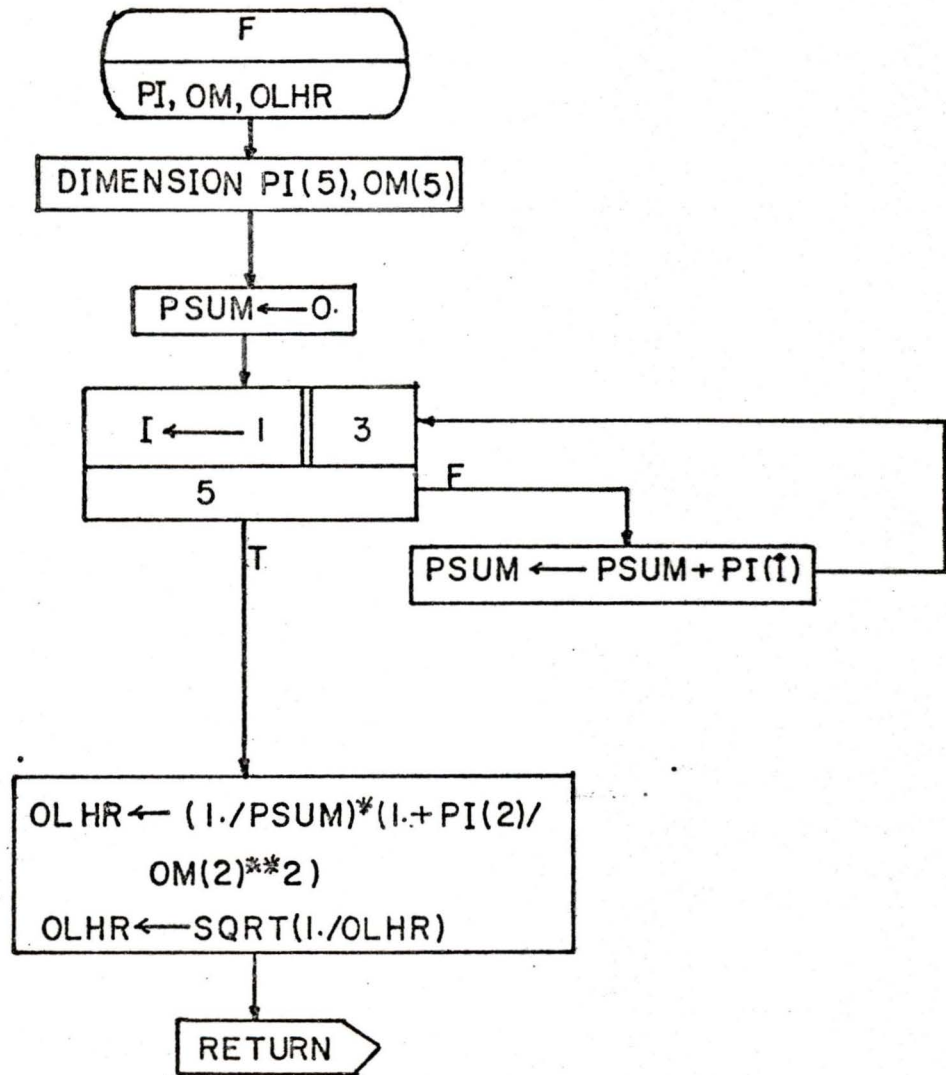 F
PI, OM, OLHR
DIMENSION PI(5), OM(5)
PSUM ← 0.
I ← 1 3
5
F
T
PSUM ← PSUM + PI(I)
OLHR ← (1./PSUM)*(1.+PI(2)/
OM(2)**2)
OLHR ← SQRT(1./OLHR)
RETURN